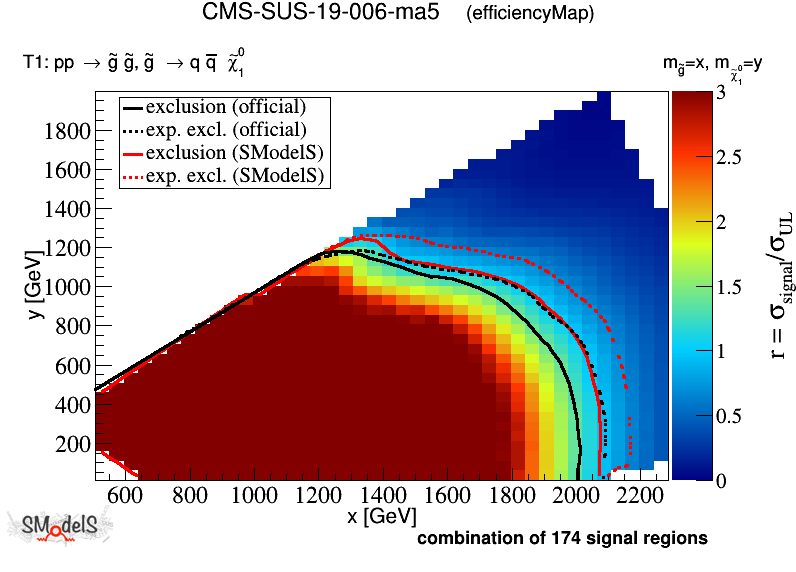 CMS-SUS-19-006-ma5 (efficiencyMap)
T1: pp → g̃ g̃, g̃ → q q̅ χ̃₁⁰
m_g̃=x, m_χ̃₁⁰=y
exclusion (official)
exp. excl. (official)
exclusion (SModelS)
exp. excl. (SModelS)
1800
1600
1400
1200
1000
800
600
400
200
y [GeV]
600 800 1000 1200 1400 1600 1800 2000 2200
x [GeV]
3
2.5
2
1.5
1
0.5
0
r = σ_signal/σ_UL
SModelS
combination of 174 signal regions